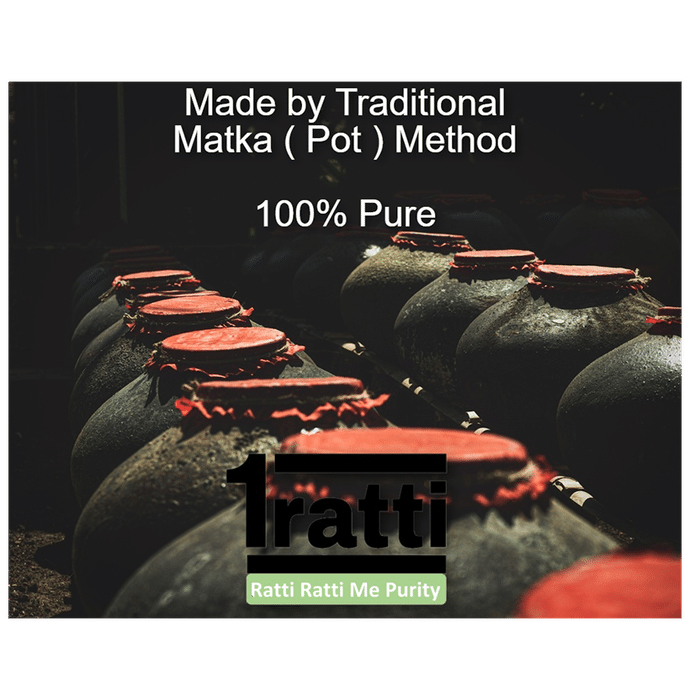 Made by Traditional
Matka ( Pot ) Method
100% Pure
1ratti
Ratti Ratti Me Purity